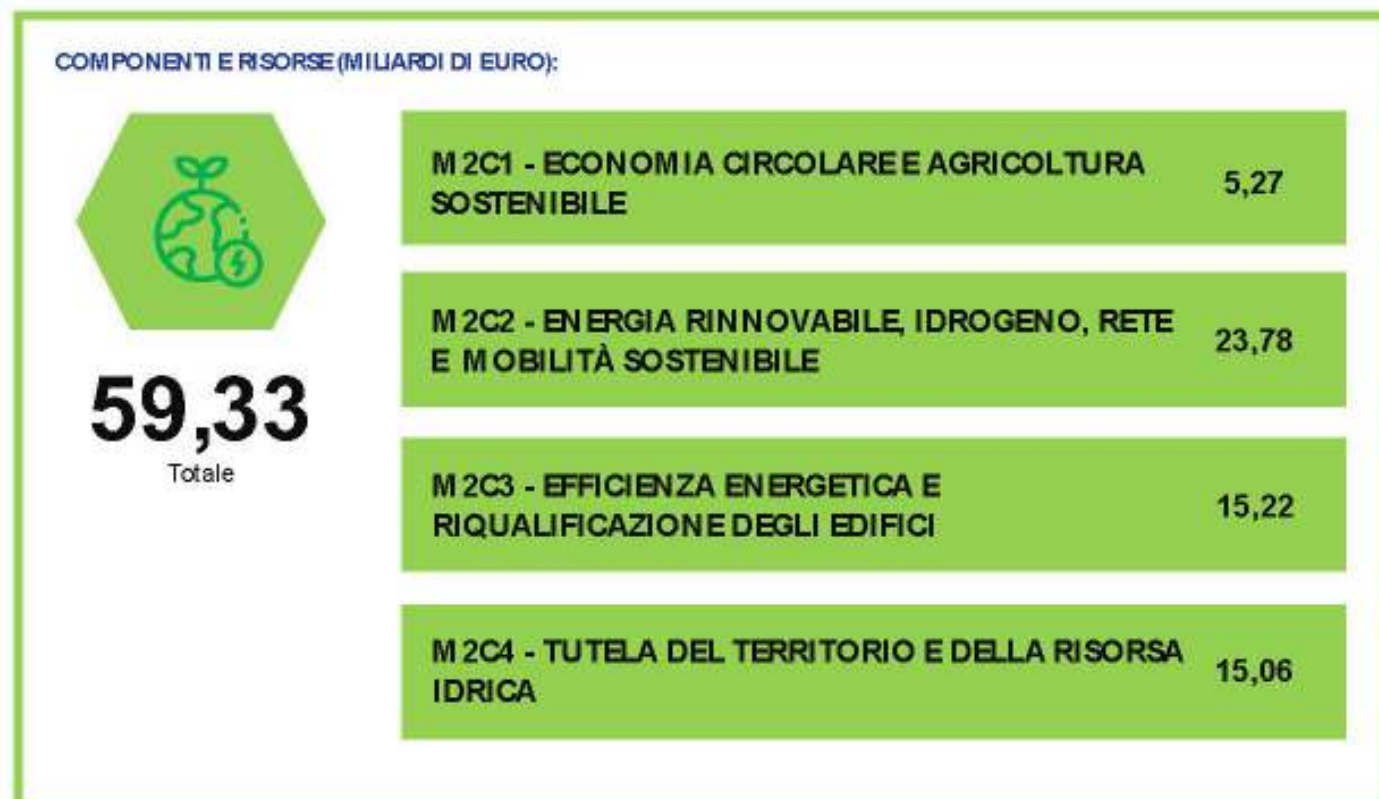 COMPONENTI E RISORSE (MILIARDI DI EURO):
59,33
Totale
M2C1 - ECONOMIA CIRCOLARE E AGRICOLTURA
SOSTENIBILE
5,27
M2C2 - ENERGIA RINNOVABILE, IDROGENO, RETE
E MOBILITÀ SOSTENIBILE
23,78
M2C3 - EFFICIENZA ENERGETICA E
RIQUALIFICAZIONE DEGLI EDIFICI
15,22
M2C4 - TUTELA DEL TERRITORIO E DELLA RISORSA
IDRICA
15,06